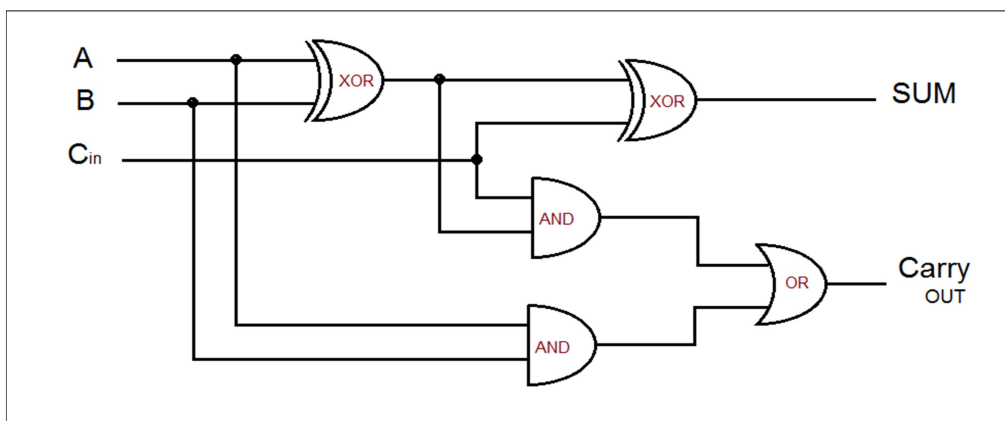 A
XOR
B
XOR
SUM
Cin
AND
OR
Carry
OUT
AND